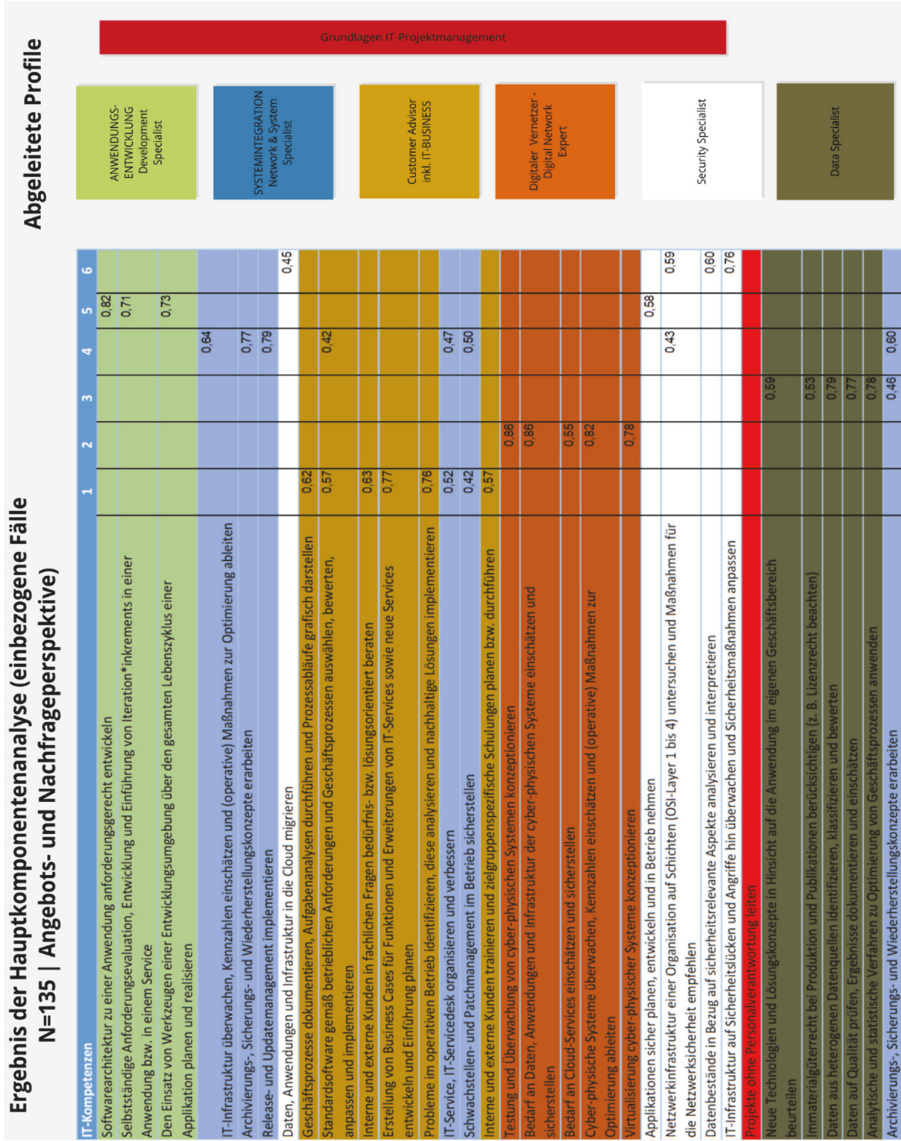 Ergebnis der Hauptkomponentenanalyse (einbezogene Fälle)
N=135 | Angebots- und Nachfrageperspektive)
IT-Kompetenzen 1 2 3 4 5 6
Softwarearchitektur zu einer Anwendung anforderungsgerecht entwickeln 0,82
Selbstständige Anforderungsevaluation, Entwicklung und Einführung von Iteration*inkrements in einer 0,71
Anwendung bzw. in einem Service
Den Einsatz von Werkzeugen einer Entwicklungsumgebung über den gesamten Lebenszyklus einer 0,73
Applikation planen und realisieren
IT-Infrastruktur überwachen, Kennzahlen einschätzen und (operative) Maßnahmen zur Optimierung ableiten 0,64
Archivierungs-, Sicherungs- und Wiederherstellungskonzepte erarbeiten 0,77
Release- und Updatemanagement implementieren 0,79
Daten, Anwendungen und Infrastruktur in die Cloud migrieren 0,45
Geschäftsprozesse dokumentieren, Aufgabenanalysen durchführen und Prozessabläufe grafisch darstellen 0,62
Standardsoftware gemäß betrieblichen Anforderungen und Geschäftsprozessen auswählen, bewerten, 0,57 0,42
anpassen und implementieren
Interne und externe Kunden in fachlichen Fragen bedürfnis- bzw. lösungsorientiert beraten 0,63
Erstellung von Business Cases für Funktionen und Erweiterungen von IT-Services sowie neue Services 0,77
entwickeln und Einführung planen
Probleme im operativen Betrieb identifizieren, diese analysieren und nachhaltige Lösungen implementieren 0,76
IT-Service, IT-Servicedesk organisieren und verbessern 0,52 0,47
Schwachstellen- und Patchmanagement im Betrieb sicherstellen 0,42 0,50
Interne und externe Kunden trainieren und zielgruppenspezifische Schulungen planen bzw. durchführen 0,57
Testung und Überwachung von cyber-physischen Systemen konzeptionieren 0,86
Bedarf an Daten, Anwendungen und Infrastruktur der cyber-physischen Systeme einschätzen und 0,86
sicherstellen
Bedarf an Cloud-Services einschätzen und sicherstellen 0,55
Cyber-physische Systeme überwachen, Kennzahlen einschätzen und (operative) Maßnahmen zur 0,82
Optimierung ableiten
Virtualisierung cyber-physischer Systeme konzeptionieren 0,78
Applikationen sicher planen, entwickeln und in Betrieb nehmen 0,58
Netzwerkinfrastruktur einer Organisation auf Schichten (OSI-Layer 1 bis 4) untersuchen und Maßnahmen für 0,43 0,59
die Netzwerksicherheit empfehlen
Datenbestände in Bezug auf sicherheitsrelevante Aspekte analysieren und interpretieren 0,60
IT-Infrastruktur auf Sicherheitslücken und Angriffe hin überwachen und Sicherheitsmaßnahmen anpassen 0,76
Projekte ohne Personalverantwortung leiten
Neue Technologien und Lösungskonzepte in Hinsicht auf die Anwendung im eigenen Geschäftsbereich 0,59
beurteilen
Immaterialgüterrecht bei Produktion und Publikationen berücksichtigen (z. B. Lizenzrecht beachten) 0,53
Daten aus heterogenen Datenquellen identifizieren, klassifizieren und bewerten 0,79
Daten auf Qualität prüfen, Ergebnisse dokumentieren und einschätzen 0,77
Analytische und statistische Verfahren zu Optimierung von Geschäftsprozessen anwenden 0,78
Archivierungs-, Sicherungs- und Wiederherstellungskonzepte erarbeiten 0,46 0,60
Abgeleitete Profile
ANWENDUNGS-
ENTWICKLUNG
Development
Specialist
SYSTEMINTEGRATION
Network & System
Specialist
Customer Advisor
inkl. IT-BUSINESS
Digitaler Vernetzer -
Digital Network
Expert
Security Specialist
Data Specialist
Grundlagen IT-Projektmanagement